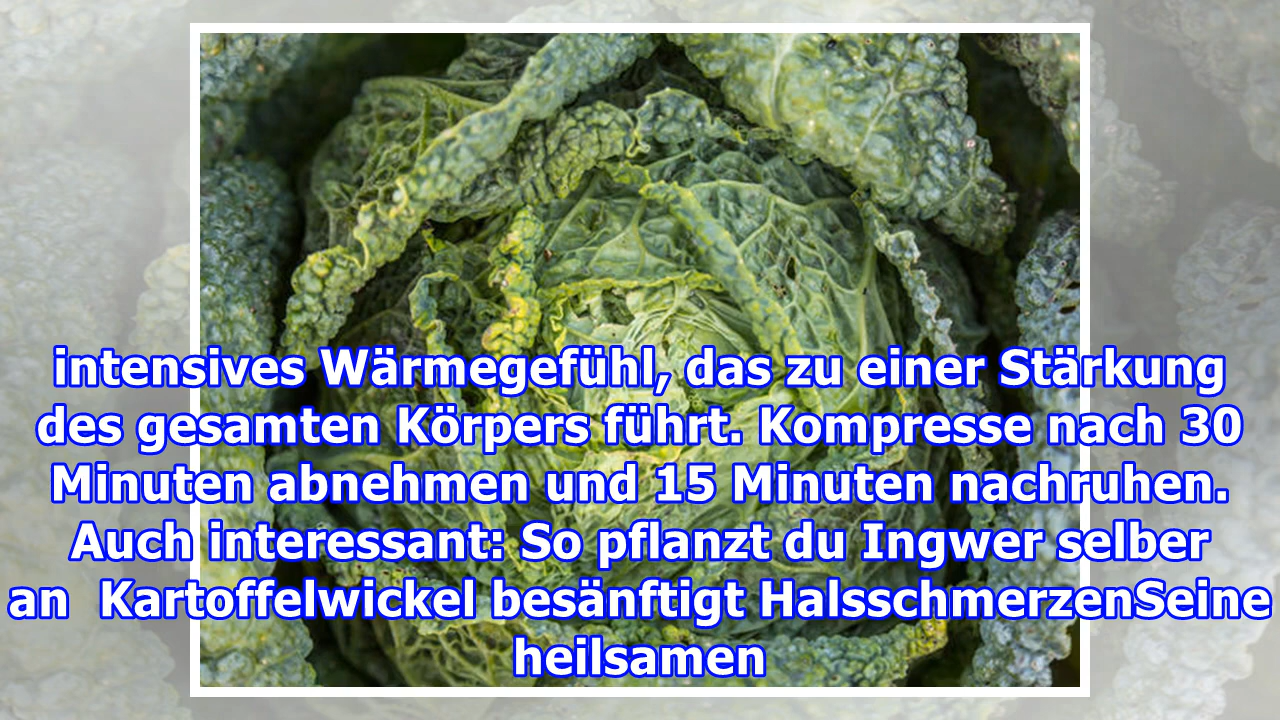 intensives Wärmegefühl, das zu einer Stärkung
des gesamten Körpers führt. Kompresse nach 30
Minuten abnehmen und 15 Minuten nachruhen.
Auch interessant: So pflanzt du Ingwer selber
an  Kartoffelwickel besänftigt HalsschmerzenSeine
heilsamen